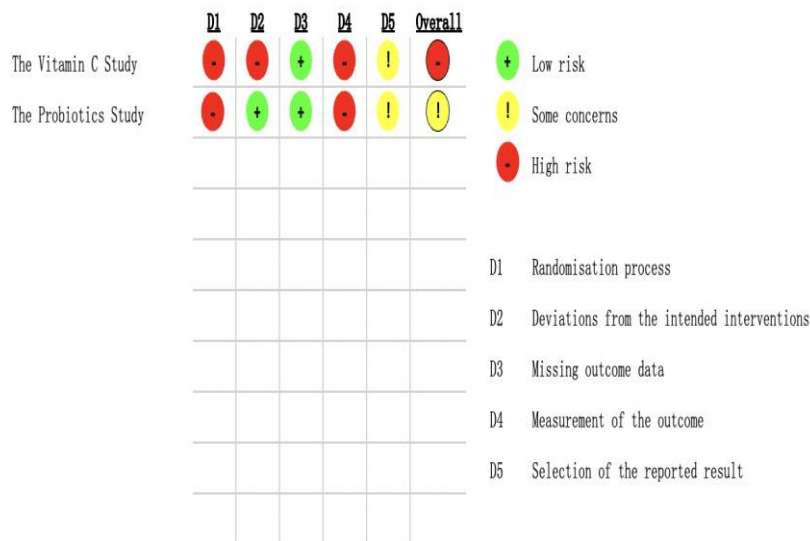 D1 D2 D3 D4 D5 Overall
The Vitamin C Study - - + - ! -
The Probiotics Study - + + - ! !
+ Low risk
! Some concerns
- High risk
D1 Randomisation process
D2 Deviations from the intended interventions
D3 Missing outcome data
D4 Measurement of the outcome
D5 Selection of the reported result